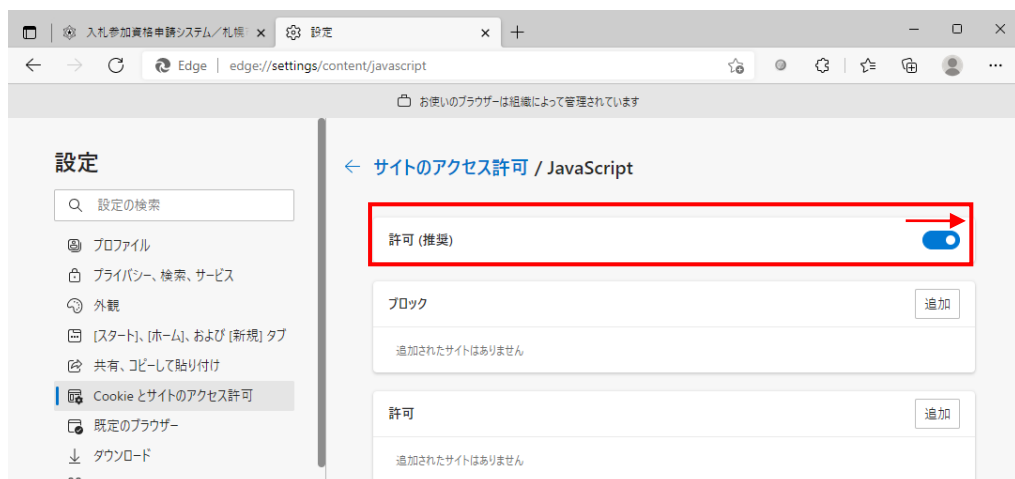 入札参加資格申請システム／札幌
設定
Edge | edge://settings/content/javascript
お使いのブラウザーは組織によって管理されています
設定
設定の検索
プロファイル
プライバシー、検索、サービス
外観
[スタート]、[ホーム]、および [新規] タブ
共有、コピーして貼り付け
Cookie とサイトのアクセス許可
既定のブラウザー
ダウンロード
サイトのアクセス許可 / JavaScript
許可 (推奨)
ブロック
追加
追加されたサイトはありません
許可
追加
追加されたサイトはありません